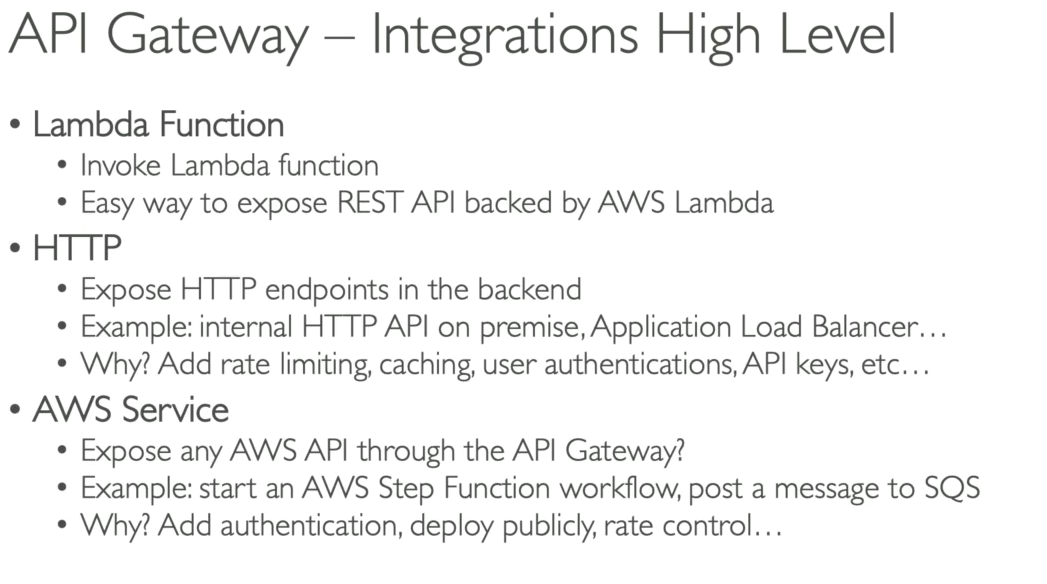 API Gateway – Integrations High Level
• Lambda Function
• Invoke Lambda function
• Easy way to expose REST API backed by AWS Lambda
• HTTP
• Expose HTTP endpoints in the backend
• Example: internal HTTP API on premise, Application Load Balancer…
• Why? Add rate limiting, caching, user authentications, API keys, etc…
• AWS Service
• Expose any AWS API through the API Gateway?
• Example: start an AWS Step Function workflow, post a message to SQS
• Why? Add authentication, deploy publicly, rate control…